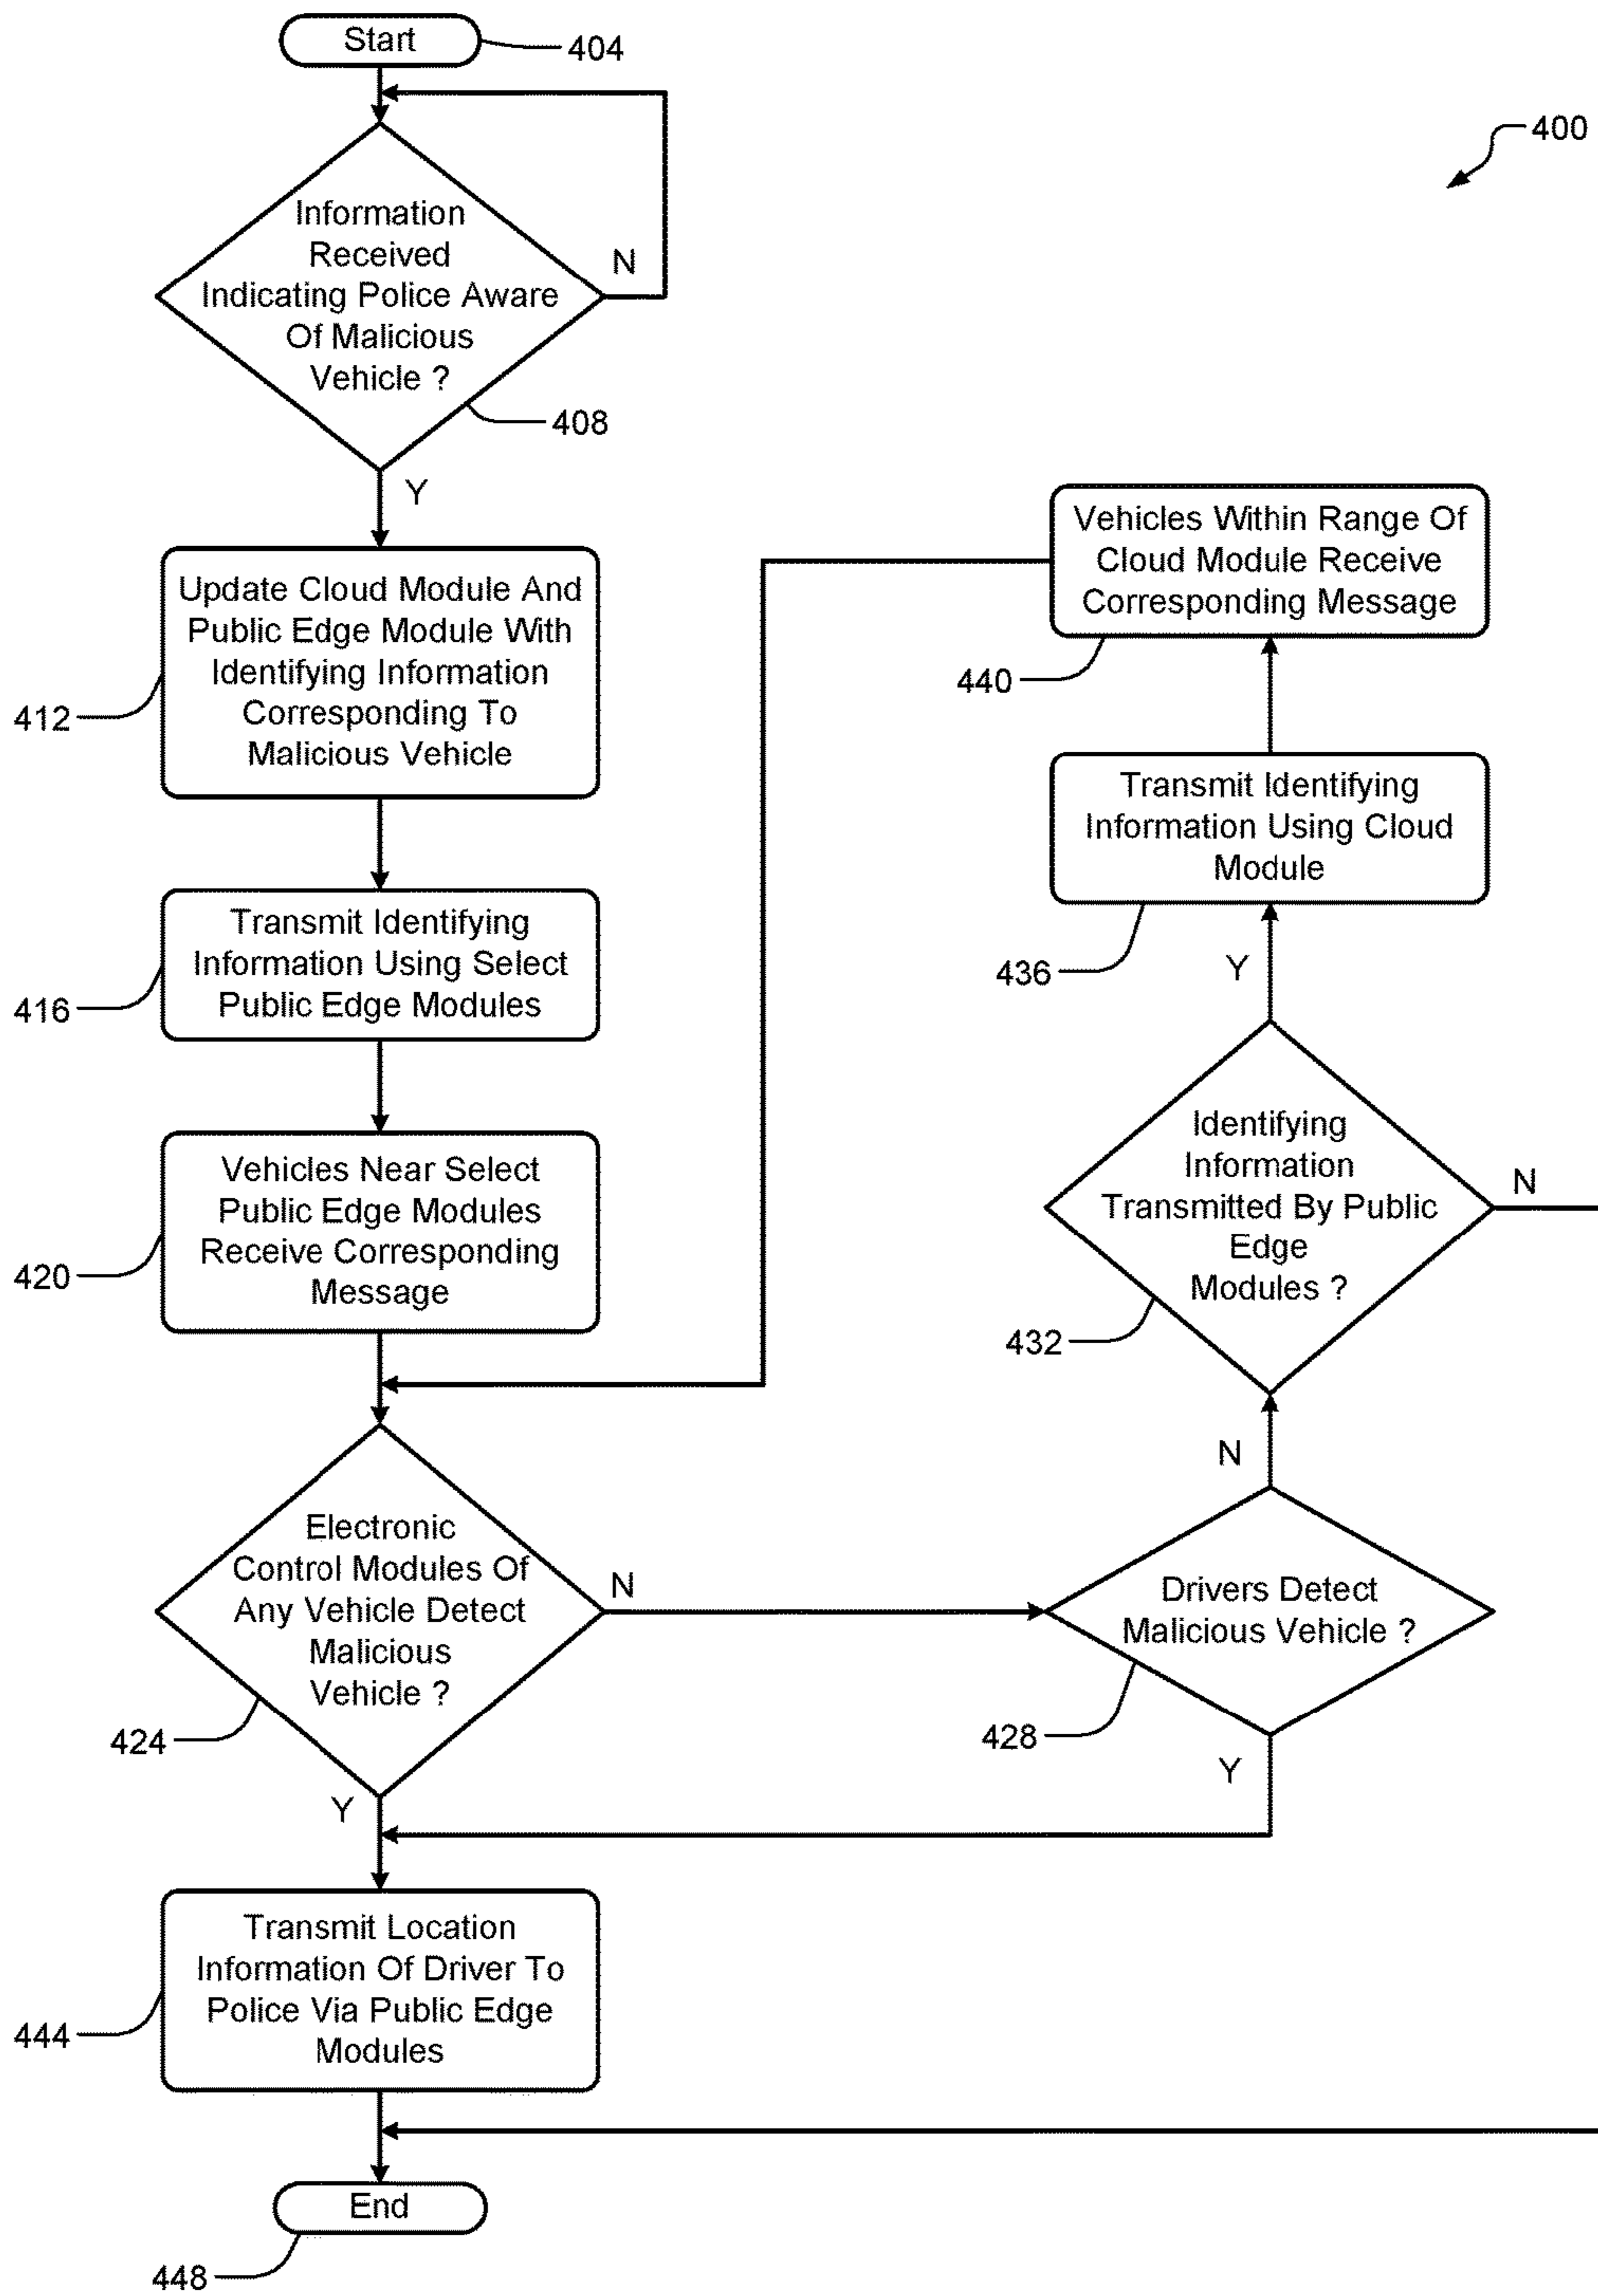 Start
404
400
Information
Received
Indicating Police Aware
Of Malicious
Vehicle ?
N
408
Y
Update Cloud Module And
Public Edge Module With
Identifying Information
Corresponding To
Malicious Vehicle
412
Transmit Identifying
Information Using Select
Public Edge Modules
416
Vehicles Near Select
Public Edge Modules
Receive Corresponding
Message
420
Electronic
Control Modules Of
Any Vehicle Detect
Malicious
Vehicle ?
N
424
Y
Drivers Detect
Malicious Vehicle ?
428
N
Y
Identifying
Information
Transmitted By Public
Edge
Modules ?
N
432
Y
Transmit Identifying
Information Using Cloud
Module
436
Vehicles Within Range Of
Cloud Module Receive
Corresponding Message
440
Transmit Location
Information Of Driver To
Police Via Public Edge
Modules
444
End
448